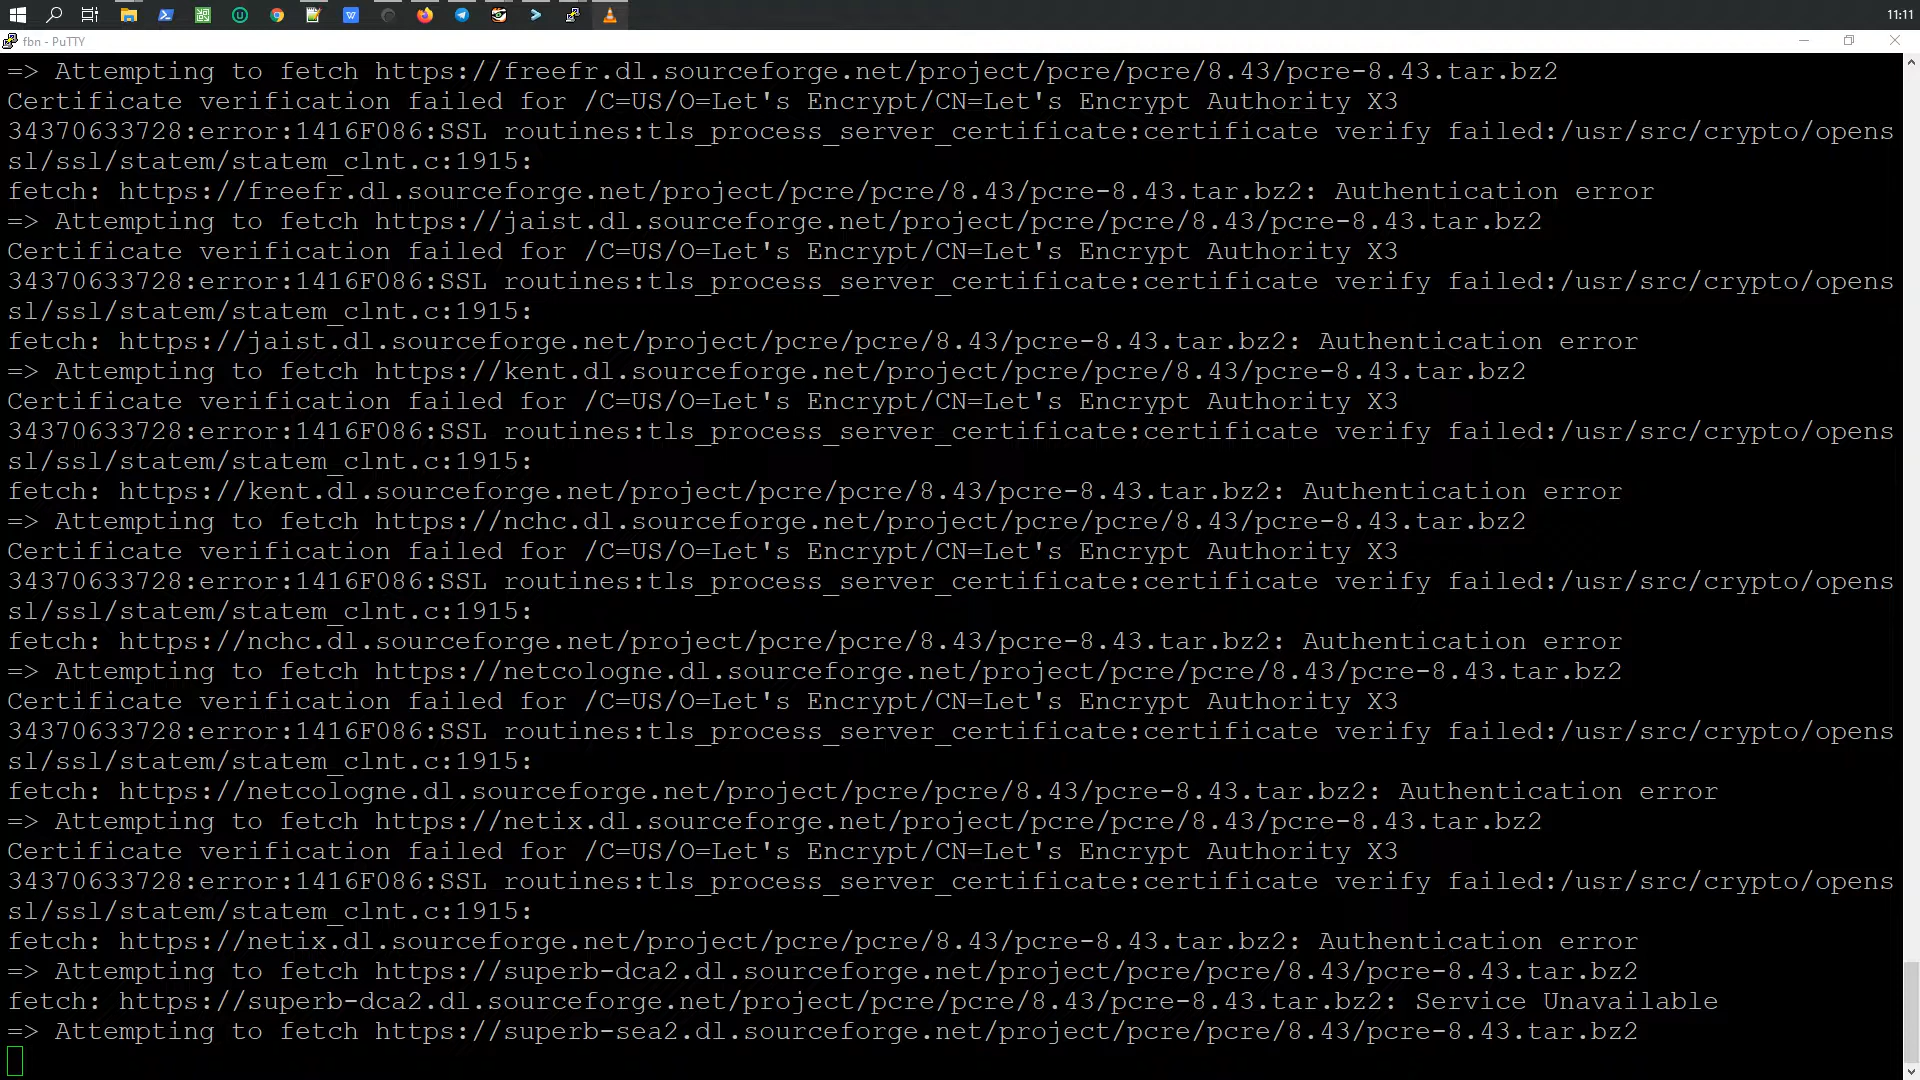 11:11
fbn - PuTTY
=> Attempting to fetch https://freefr.dl.sourceforge.net/project/pcre/pcre/8.43/pcre-8.43.tar.bz2
Certificate verification failed for /C=US/O=Let's Encrypt/CN=Let's Encrypt Authority X3
34370633728:error:1416F086:SSL routines:tls_process_server_certificate:certificate verify failed:/usr/src/crypto/opens
sl/ssl/statem/statem_clnt.c:1915:
fetch: https://freefr.dl.sourceforge.net/project/pcre/pcre/8.43/pcre-8.43.tar.bz2: Authentication error
=> Attempting to fetch https://jaist.dl.sourceforge.net/project/pcre/pcre/8.43/pcre-8.43.tar.bz2
Certificate verification failed for /C=US/O=Let's Encrypt/CN=Let's Encrypt Authority X3
34370633728:error:1416F086:SSL routines:tls_process_server_certificate:certificate verify failed:/usr/src/crypto/opens
sl/ssl/statem/statem_clnt.c:1915:
fetch: https://jaist.dl.sourceforge.net/project/pcre/pcre/8.43/pcre-8.43.tar.bz2: Authentication error
=> Attempting to fetch https://kent.dl.sourceforge.net/project/pcre/pcre/8.43/pcre-8.43.tar.bz2
Certificate verification failed for /C=US/O=Let's Encrypt/CN=Let's Encrypt Authority X3
34370633728:error:1416F086:SSL routines:tls_process_server_certificate:certificate verify failed:/usr/src/crypto/opens
sl/ssl/statem/statem_clnt.c:1915:
fetch: https://kent.dl.sourceforge.net/project/pcre/pcre/8.43/pcre-8.43.tar.bz2: Authentication error
=> Attempting to fetch https://nchc.dl.sourceforge.net/project/pcre/pcre/8.43/pcre-8.43.tar.bz2
Certificate verification failed for /C=US/O=Let's Encrypt/CN=Let's Encrypt Authority X3
34370633728:error:1416F086:SSL routines:tls_process_server_certificate:certificate verify failed:/usr/src/crypto/opens
sl/ssl/statem/statem_clnt.c:1915:
fetch: https://nchc.dl.sourceforge.net/project/pcre/pcre/8.43/pcre-8.43.tar.bz2: Authentication error
=> Attempting to fetch https://netcologne.dl.sourceforge.net/project/pcre/pcre/8.43/pcre-8.43.tar.bz2
Certificate verification failed for /C=US/O=Let's Encrypt/CN=Let's Encrypt Authority X3
34370633728:error:1416F086:SSL routines:tls_process_server_certificate:certificate verify failed:/usr/src/crypto/opens
sl/ssl/statem/statem_clnt.c:1915:
fetch: https://netcologne.dl.sourceforge.net/project/pcre/pcre/8.43/pcre-8.43.tar.bz2: Authentication error
=> Attempting to fetch https://netix.dl.sourceforge.net/project/pcre/pcre/8.43/pcre-8.43.tar.bz2
Certificate verification failed for /C=US/O=Let's Encrypt/CN=Let's Encrypt Authority X3
34370633728:error:1416F086:SSL routines:tls_process_server_certificate:certificate verify failed:/usr/src/crypto/opens
sl/ssl/statem/statem_clnt.c:1915:
fetch: https://netix.dl.sourceforge.net/project/pcre/pcre/8.43/pcre-8.43.tar.bz2: Authentication error
=> Attempting to fetch https://superb-dca2.dl.sourceforge.net/project/pcre/pcre/8.43/pcre-8.43.tar.bz2
fetch: https://superb-dca2.dl.sourceforge.net/project/pcre/pcre/8.43/pcre-8.43.tar.bz2: Service Unavailable
=> Attempting to fetch https://superb-sea2.dl.sourceforge.net/project/pcre/pcre/8.43/pcre-8.43.tar.bz2